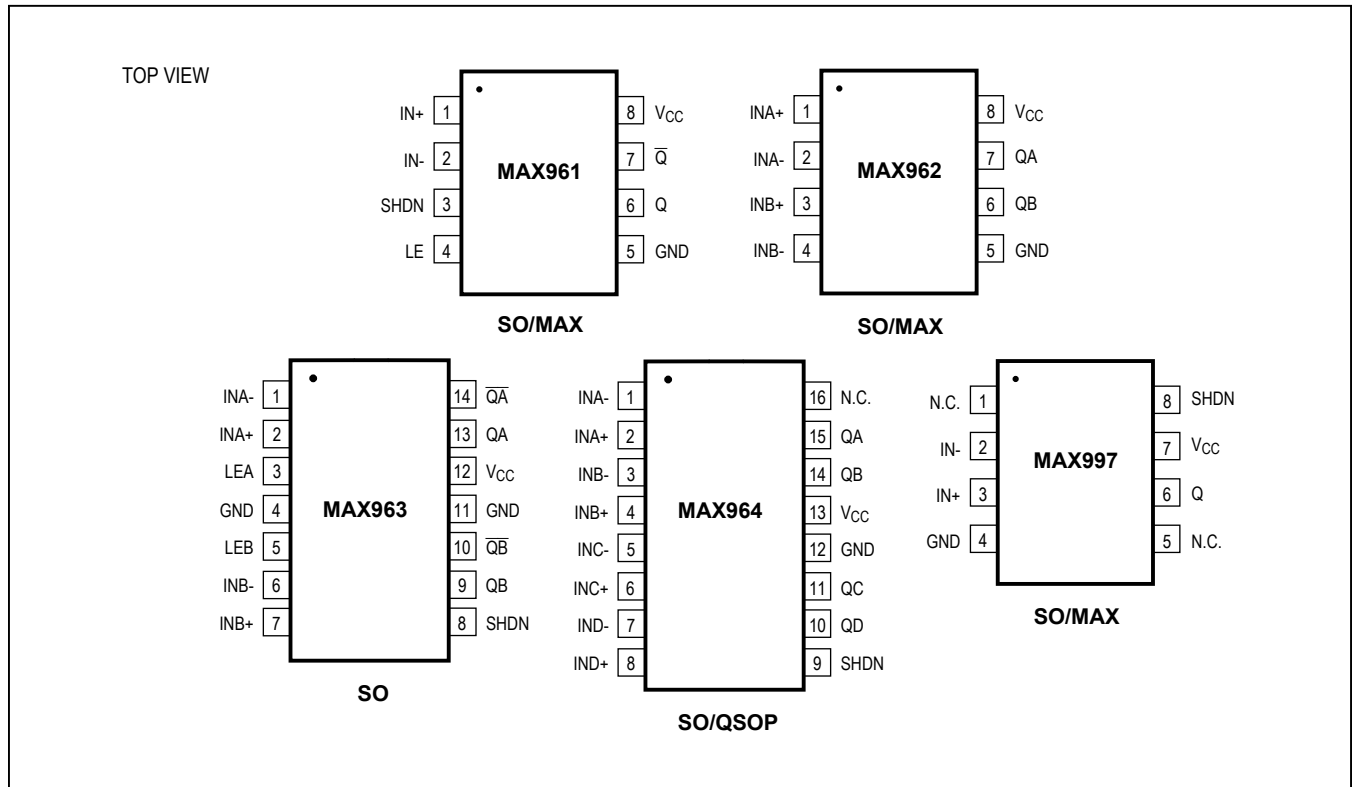 TOP VIEW
IN+ 1
IN- 2
SHDN 3
LE 4
MAX961
8 VCC
7 Q̅
6 Q
5 GND
SO/MAX
INA+ 1
INA- 2
INB+ 3
INB- 4
MAX962
8 VCC
7 QA
6 QB
5 GND
SO/MAX
INA- 1
INA+ 2
LEA 3
GND 4
LEB 5
INB- 6
INB+ 7
MAX963
14 Q̅A̅
13 QA
12 VCC
11 GND
10 Q̅B̅
9 QB
8 SHDN
SO
INA- 1
INA+ 2
INB- 3
INB+ 4
INC- 5
INC+ 6
IND- 7
IND+ 8
MAX964
16 N.C.
15 QA
14 QB
13 VCC
12 GND
11 QC
10 QD
9 SHDN
SO/QSOP
N.C. 1
IN- 2
IN+ 3
GND 4
MAX997
8 SHDN
7 VCC
6 Q
5 N.C.
SO/MAX